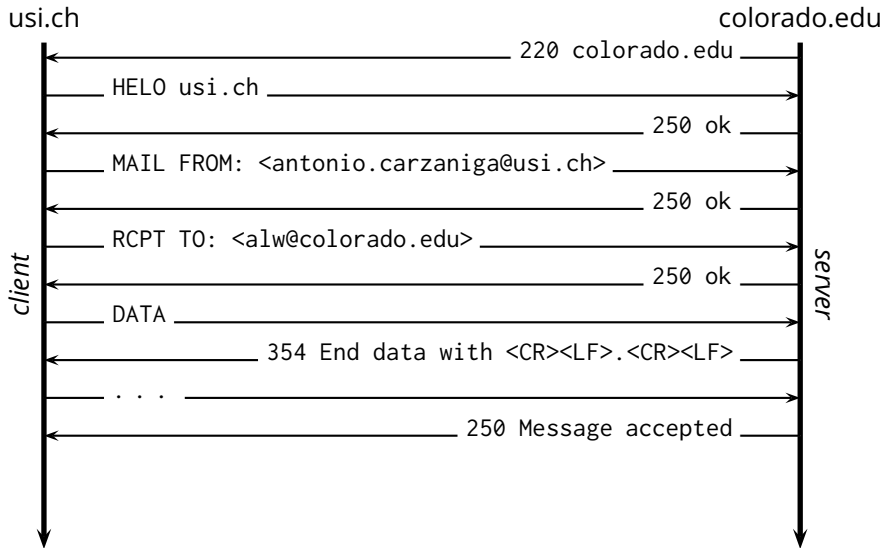 usi.ch
colorado.edu
220 colorado.edu
HELO usi.ch
250 ok
MAIL FROM: <antonio.carzaniga@usi.ch>
250 ok
RCPT TO: <alw@colorado.edu>
client
server
250 ok
DATA
354 End data with <CR><LF>.<CR><LF>
. . .
250 Message accepted